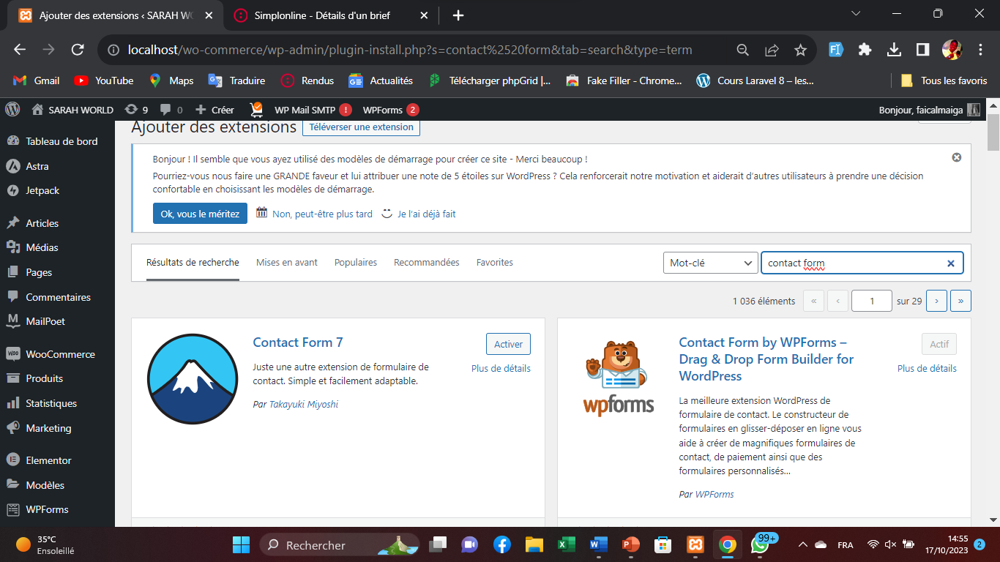 Ajouter des extensions ‹ SARAH WO
Simplonline - Détails d'un brief
localhost/wo-commerce/wp-admin/plugin-install.php?s=contact%2520form&tab=search&type=term
Gmail
YouTube
Maps
Traduire
Rendus
Actualités
Télécharger phpGrid |...
Fake Filler - Chrome...
Cours Laravel 8 – les...
Tous les favoris
SARAH WORLD
9
0
Créer
WP Mail SMTP !
WPForms 2
Bonjour, faicalmaiga
Tableau de bord
Astra
Jetpack
Articles
Médias
Pages
Commentaires
MailPoet
WooCommerce
Produits
Statistiques
Marketing
Elementor
Modèles
WPForms
Ajouter des extensions
Téléverser une extension
Bonjour ! Il semble que vous ayez utilisé des modèles de démarrage pour créer ce site - Merci beaucoup !
Pourriez-vous nous faire une GRANDE faveur et lui attribuer une note de 5 étoiles sur WordPress ? Cela renforcerait notre motivation et aiderait d’autres utilisateurs à prendre une décision
confortable en choisissant les modèles de démarrage.
Ok, vous le méritez
Non, peut-être plus tard
Je l’ai déjà fait
Résultats de recherche
Mises en avant
Populaires
Recommandées
Favorites
Mot-clé
contact form
1 036 éléments
«
‹
1
sur 29
›
»
Contact Form 7
Activer
Juste une autre extension de formulaire de
contact. Simple et facilement adaptable.
Plus de détails
Par Takayuki Miyoshi
wpforms
Contact Form by WPForms –
Drag & Drop Form Builder for
WordPress
Actif
Plus de détails
La meilleure extension WordPress de
formulaire de contact. Le constructeur de
formulaires en glisser-déposer en ligne vous
aide à créer de magnifiques formulaires de
contact, de paiement ainsi que des
formulaires personnalisés…
Par WPForms
35°C
Ensoleillé
Rechercher
99+
FRA
14:55
17/10/2023
2